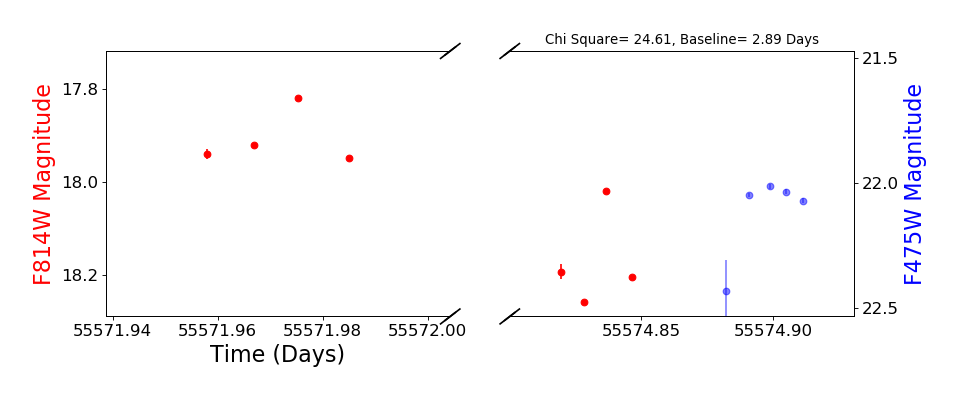 Chi Square= 24.61, Baseline= 2.89 Days
F814W Magnitude
17.8
18.0
18.2
21.5
22.0
22.5
F475W Magnitude
55571.94 55571.96 55571.98 55572.00 55574.85 55574.90
Time (Days)